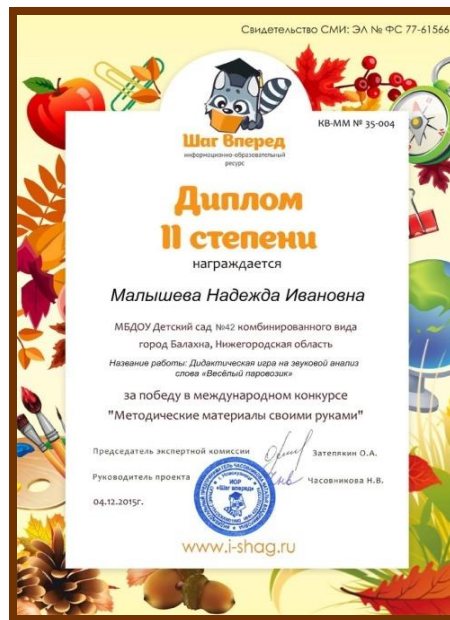 Свидетельство СМИ: ЭЛ № ФС 77-61566
КВ-ММ № 35-004
Шаг Вперед
информационно-образовательный
ресурс
Диплом
II степени
награждается
Малышева Надежда Ивановна
МБДОУ Детский сад №42 комбинированного вида
город Балахна, Нижегородская область
Название работы: Дидактическая игра на звуковой анализ
слова «Весёлый паровозик»
за победу в международном конкурсе
"Методические материалы своими руками"
Председатель экспертной комиссии Затепякин О.А.
Руководитель проекта Часовникова Н.В.
ИОР
«Шаг вперед»
04.12.2015г.
www.i-shag.ru